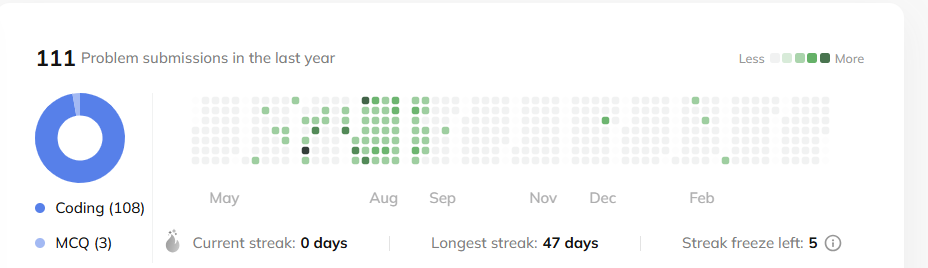 111 Problem submissions in the last year
Less More
Coding (108)
MCQ (3)
May Aug Sep Nov Dec Feb
Current streak: 0 days
Longest streak: 47 days
Streak freeze left: 5